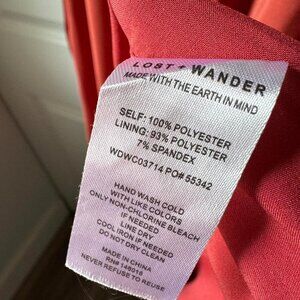 LOST + WANDER
MADE WITH THE EARTH IN MIND
SELF: 100% POLYESTER
LINING: 93% POLYESTER
7% SPANDEX
WDWC03714 PO# 55342
HAND WASH COLD
WITH LIKE COLORS
ONLY NON-CHLORINE BLEACH
IF NEEDED
LINE DRY
COOL IRON IF NEEDED
DO NOT DRY CLEAN
MADE IN CHINA
RN# 146015
NEVER REFUSE TO REUSE